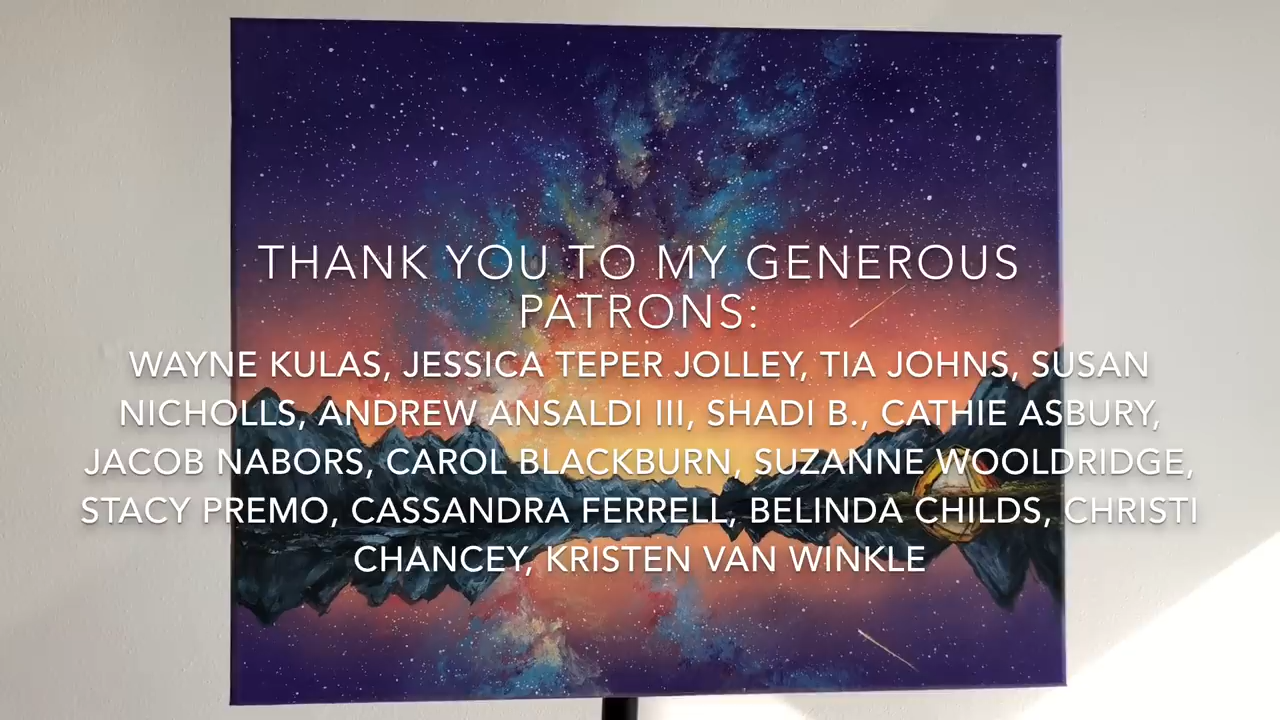 THANK YOU TO MY GENEROUS
PATRONS:
WAYNE KULAS, JESSICA TEPER JOLLEY, TIA JOHNS, SUSAN
NICHOLLS, ANDREW ANSALDI III, SHADI B., CATHIE ASBURY,
JACOB NABORS, CAROL BLACKBURN, SUZANNE WOOLDRIDGE,
STACY PREMO, CASSANDRA FERRELL, BELINDA CHILDS, CHRISTI
CHANCEY, KRISTEN VAN WINKLE